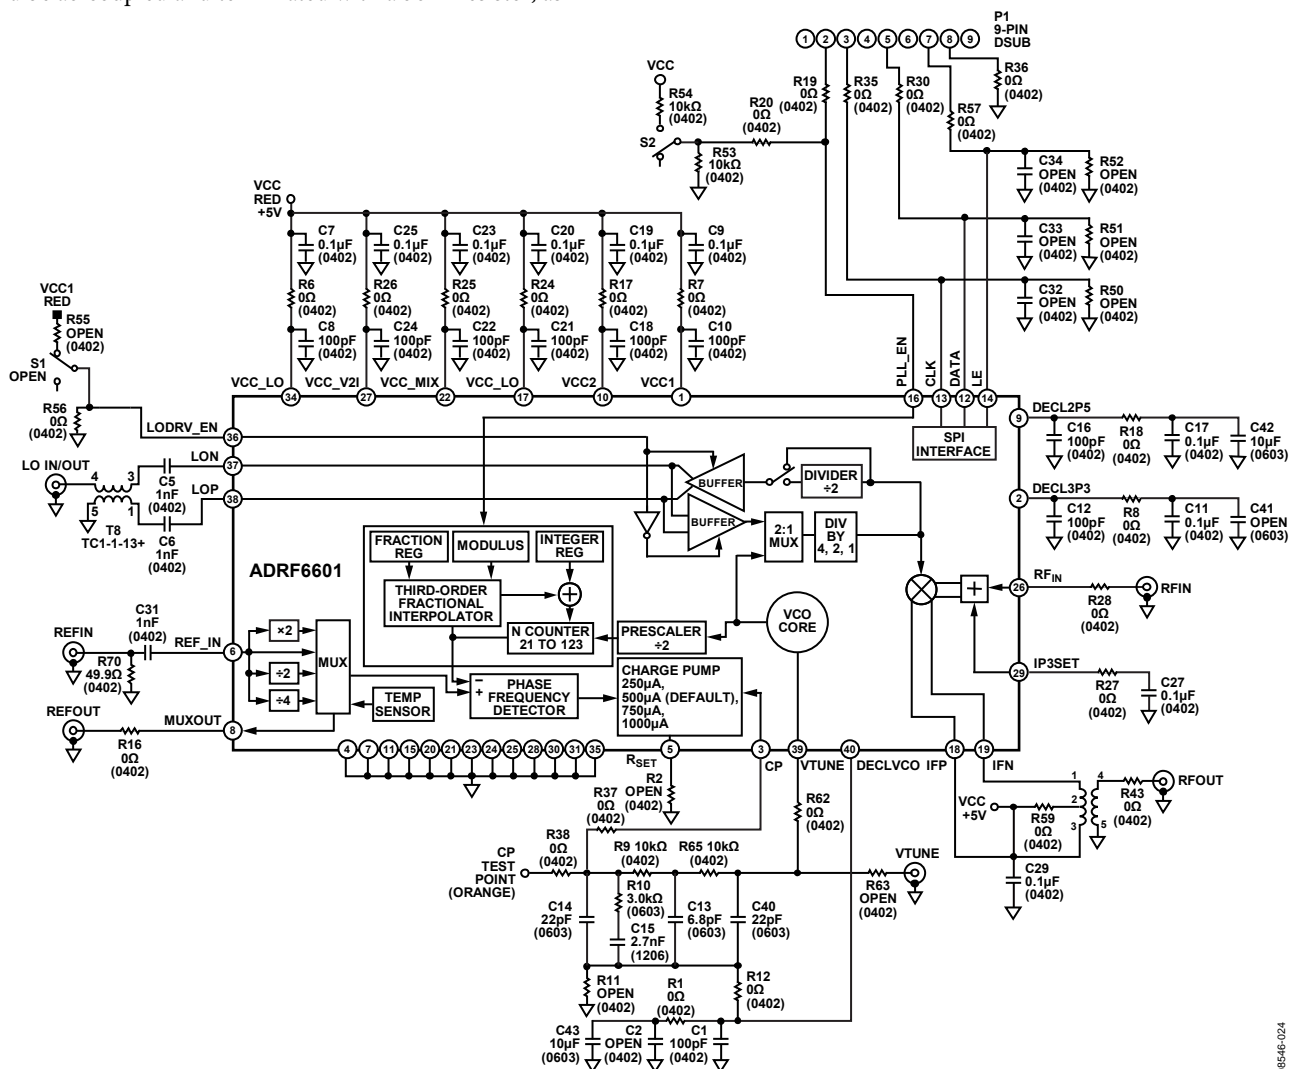 P1
9-PIN
DSUB
1 2 3 4 5 6 7 8 9
VCC
R54
10kΩ
(0402)
S2
R53
10kΩ
(0402)
R20
0Ω
(0402)
R19
0Ω
(0402)
R35
0Ω
(0402)
R30
0Ω
(0402)
R57
0Ω
(0402)
R36
0Ω
(0402)
C34
OPEN
(0402)
R52
OPEN
(0402)
C33
OPEN
(0402)
R51
OPEN
(0402)
C32
OPEN
(0402)
R50
OPEN
(0402)
VCC
RED
+5V
C7
0.1µF
(0402)
C25
0.1µF
(0402)
C23
0.1µF
(0402)
C20
0.1µF
(0402)
C19
0.1µF
(0402)
C9
0.1µF
(0402)
R6
0Ω
(0402)
R26
0Ω
(0402)
R25
0Ω
(0402)
R24
0Ω
(0402)
R17
0Ω
(0402)
R7
0Ω
(0402)
C8
100pF
(0402)
C24
100pF
(0402)
C22
100pF
(0402)
C21
100pF
(0402)
C18
100pF
(0402)
C10
100pF
(0402)
VCC1
RED
R55
OPEN
(0402)
S1
OPEN
R56
0Ω
(0402)
VCC_LO
34
VCC_V2I
27
VCC_MIX
22
VCC_LO
17
VCC2
10
VCC1
1
PLL_EN
16
CLK
13
DATA
12
LE
14
SPI
INTERFACE
9
DECL2P5
C16
100pF
(0402)
R18
0Ω
(0402)
C17
0.1µF
(0402)
C42
10µF
(0603)
2
DECL3P3
C12
100pF
(0402)
R8
0Ω
(0402)
C11
0.1µF
(0402)
C41
OPEN
(0603)
LODRV_EN
36
LON
37
LOP
38
LO IN/OUT
4 3
5 1
C5
1nF
(0402)
T8
TC1-1-13+
C6
1nF
(0402)
BUFFER
BUFFER
DIVIDER
÷2
2:1
MUX
DIV
BY
4, 2, 1
ADRF6601
FRACTION
REG
MODULUS
INTEGER
REG
THIRD-ORDER
FRACTIONAL
INTERPOLATOR
+
N COUNTER
21 TO 123
PRESCALER
÷2
VCO
CORE
+
RFIN
26
R28
0Ω
(0402)
RFIN
29
IP3SET
R27
0Ω
(0402)
C27
0.1µF
(0402)
C31
1nF
(0402)
REFIN
R70
49.9Ω
(0402)
REF_IN
6
×2
÷2
÷4
MUX
TEMP
SENSOR
–
+
PHASE
FREQUENCY
DETECTOR
CHARGE PUMP
250µA,
500µA (DEFAULT),
750µA,
1000µA
REFOUT
R16
0Ω
(0402)
MUXOUT
8
4 7 11 15 20 21 23 24 25 28 30 31 35
5
RSET
3
CP
39
VTUNE
40
DECLVCO
18
IFP
19
IFN
R2
OPEN
(0402)
R37
0Ω
(0402)
R62
0Ω
(0402)
VCC
+5V
R59
0Ω
(0402)
1
2
3
4
5
R43
0Ω
(0402)
RFOUT
C29
0.1µF
(0402)
CP
TEST
POINT
(ORANGE)
R38
0Ω
(0402)
R9 10kΩ
(0402)
R65 10kΩ
(0402)
VTUNE
R63
OPEN
(0402)
C14
22pF
(0603)
R10
3.0kΩ
(0603)
C15
2.7nF
(1206)
C13
6.8pF
(0603)
C40
22pF
(0603)
R11
OPEN
(0402)
R12
0Ω
(0402)
R1
0Ω
(0402)
C43
10µF
(0603)
C2
OPEN
(0402)
C1
100pF
(0402)